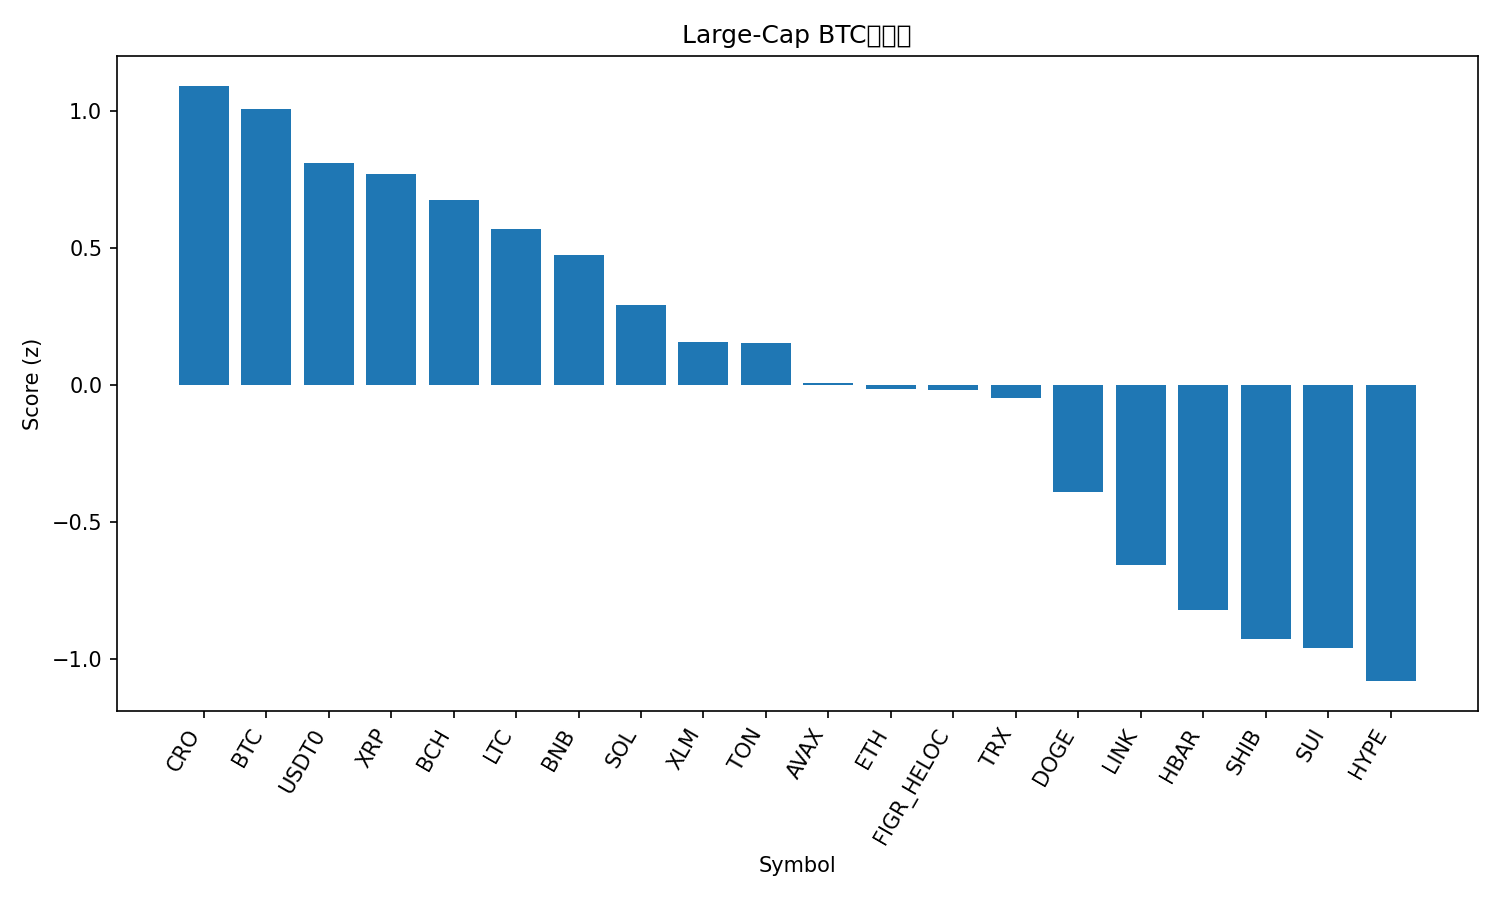 Large-Cap BTC
1.0
0.5
0.0
−0.5
−1.0
Score (z)
CRO
BTC
USDT0
XRP
BCH
LTC
BNB
SOL
XLM
TON
AVAX
ETH
FIGR_HELOC
TRX
DOGE
LINK
HBAR
SHIB
SUI
HYPE
Symbol